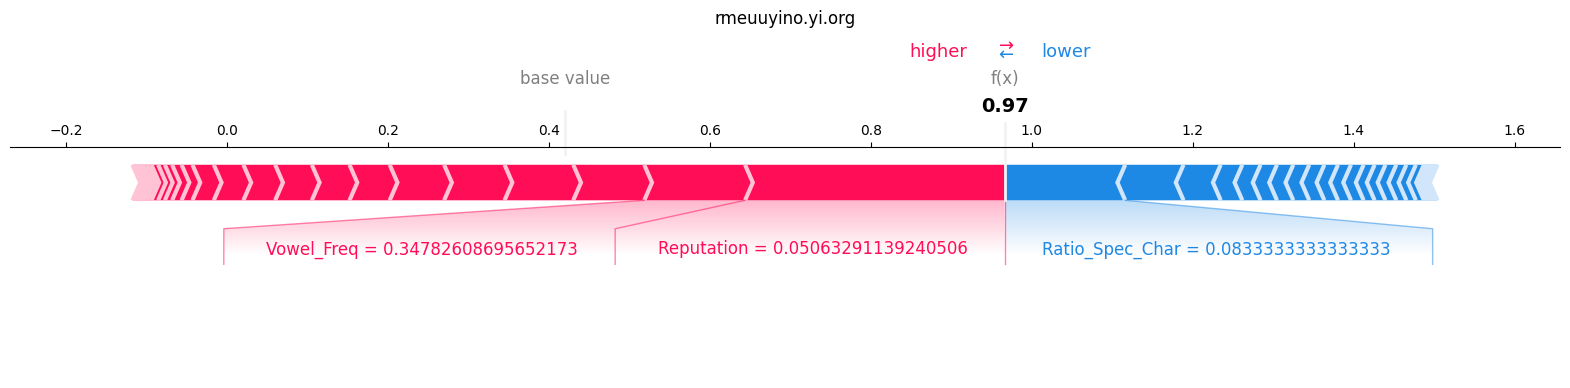 rmeuuyino.yi.org
higher ⇄ lower
base value f(x)
0.97
−0.2 0.0 0.2 0.4 0.6 0.8 1.0 1.2 1.4 1.6
Vowel_Freq = 0.34782608695652173 Reputation = 0.05063291139240506 Ratio_Spec_Char = 0.0833333333333333